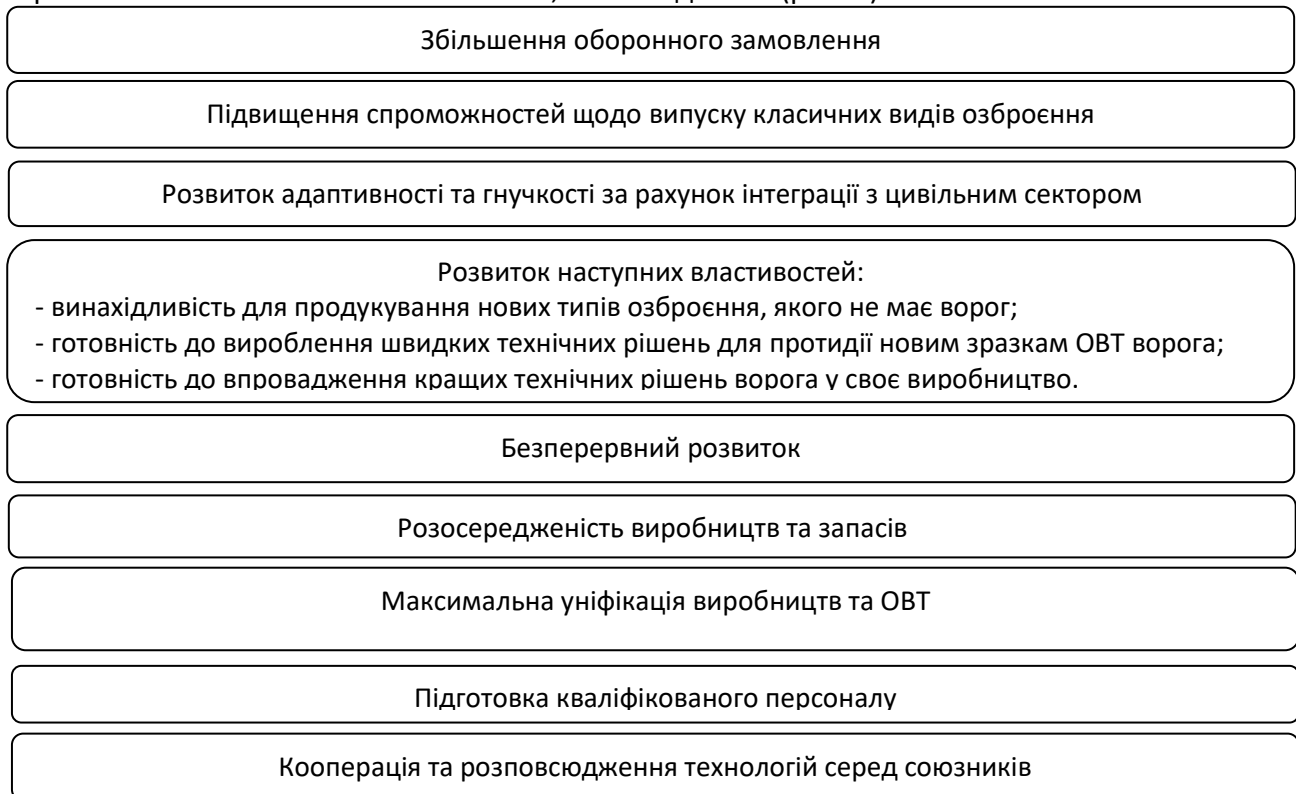 Збільшення оборонного замовлення
Підвищення спроможностей щодо випуску класичних видів озброєння
Розвиток адаптивності та гнучкості за рахунок інтеграції з цивільним сектором
Розвиток наступних властивостей:
- винахідливість для продукування нових типів озброєння, якого не має ворог;
- готовність до вироблення швидких технічних рішень для протидії новим зразкам ОВТ ворога;
- готовність до впровадження кращих технічних рішень ворога у своє виробництво.
Безперервний розвиток
Розосередженість виробництв та запасів
Максимальна уніфікація виробництв та ОВТ
Підготовка кваліфікованого персоналу
Кооперація та розповсюдження технологій серед союзників